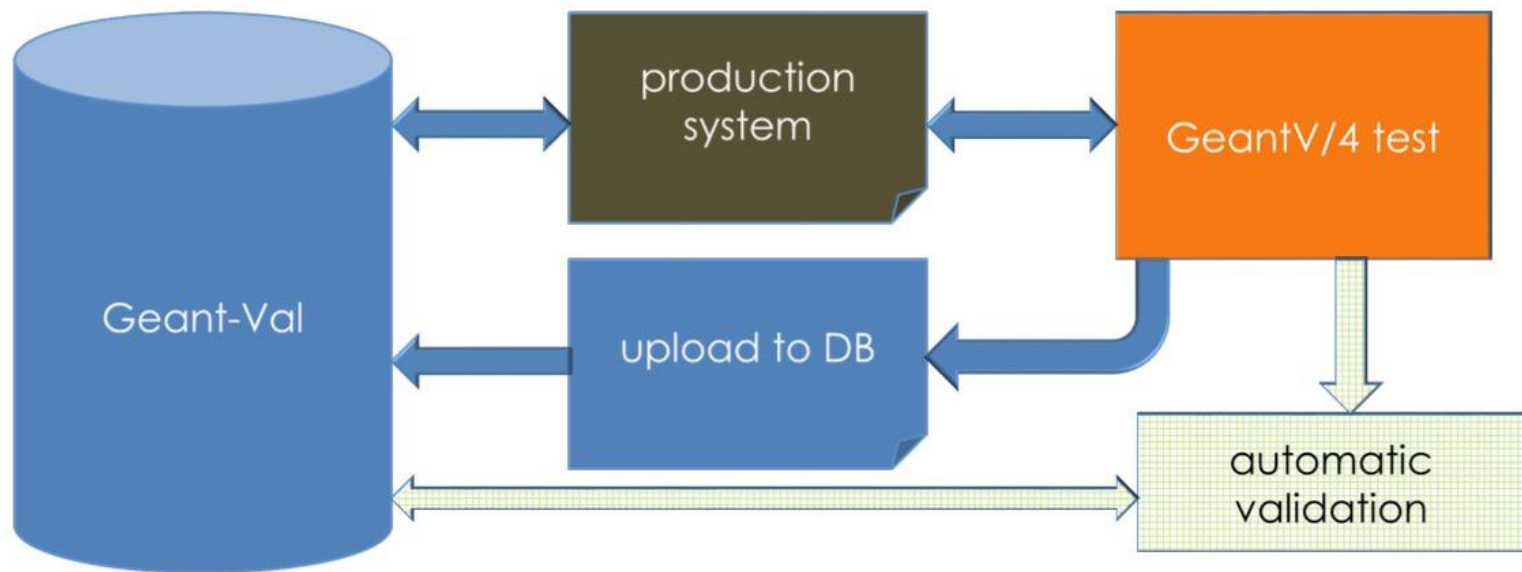 production
system
GeantV/4 test
Geant-Val
upload to DB
automatic
validation